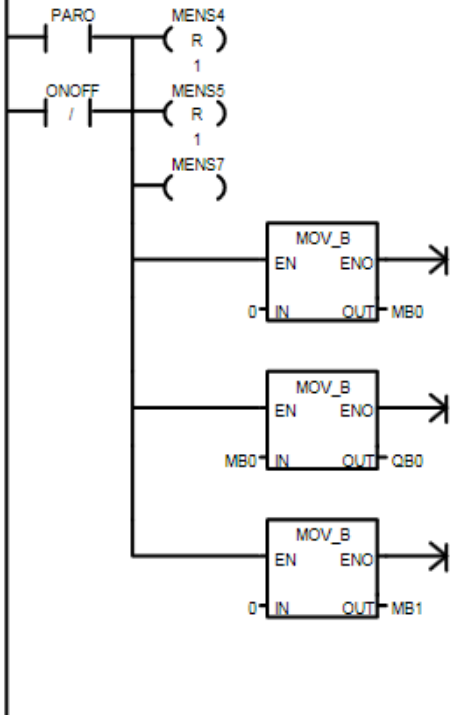 PARO MENS4
R
1
ONOFF MENS5
/ R
1
MENS7
MOV_B
EN ENO
0 IN OUT MB0
MOV_B
EN ENO
MB0 IN OUT QB0
MOV_B
EN ENO
0 IN OUT MB1